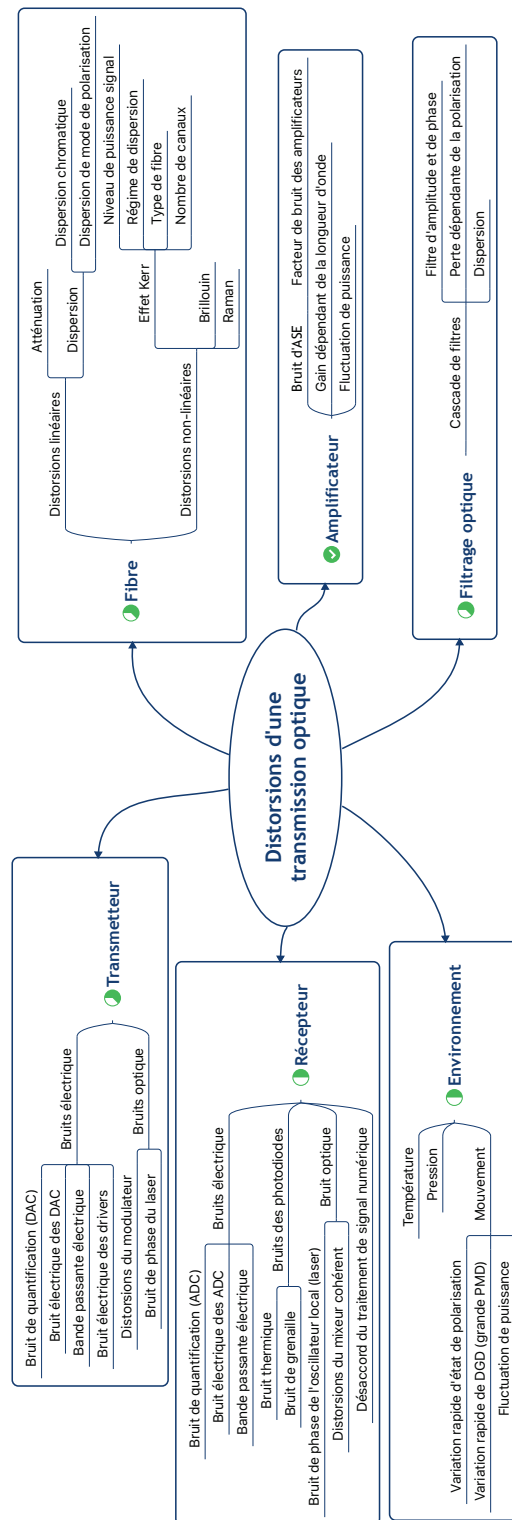 Distorsions d'une
transmission optique
Transmetteur
Bruits électrique
Bruit de quantification (DAC)
Bruit électrique des DAC
Bande passante électrique
Bruit électrique des drivers
Bruits optique
Distorsions du modulateur
Bruit de phase du laser
Récepteur
Bruits électrique
Bruit de quantification (ADC)
Bruit électrique des ADC
Bande passante électrique
Bruits des photodiodes
Bruit thermique
Bruit de grenaille
Bruit optique
Bruit de phase de l'oscillateur local (laser)
Distorsions du mixeur cohérent
Désaccord du traitement de signal numérique
Environnement
Température
Pression
Mouvement
Variation rapide d'état de polarisation
Variation rapide de DGD (grande PMD)
Fluctuation de puissance
Fibre
Distorsions linéaires
Atténuation
Dispersion
Dispersion chromatique
Dispersion de mode de polarisation
Distorsions non-linéaires
Effet Kerr
Niveau de puissance signal
Régime de dispersion
Type de fibre
Nombre de canaux
Brillouin
Raman
Amplificateur
Bruit d'ASE
Facteur de bruit des amplificateurs
Gain dépendant de la longueur d'onde
Fluctuation de puissance
Filtrage optique
Cascade de filtres
Filtre d'amplitude et de phase
Perte dépendante de la polarisation
Dispersion